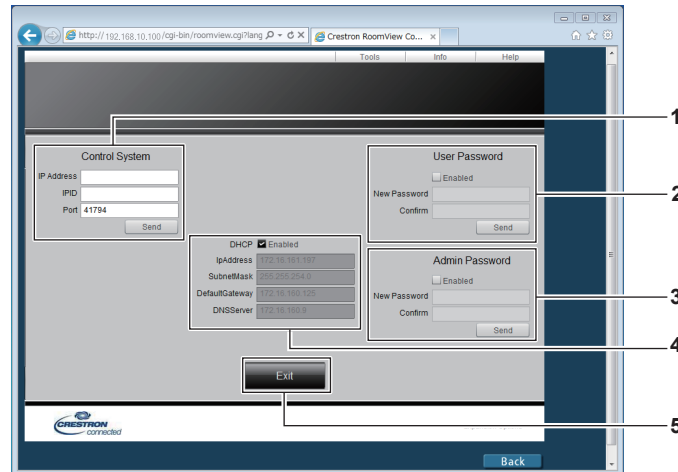 http://192.168.10.100/cgi-bin/roomview.cgi?lang
Crestron RoomView Co...
Tools Info Help
1
Control System
IP Address
IPID
Port 41794
Send
User Password
Enabled
New Password
Confirm
Send
2
DHCP Enabled
IpAddress 172.16.161.197
SubnetMask 255.255.254.0
DefaultGateway 172.16.160.125
DNSServer 172.16.160.8
Admin Password
Enabled
New Password
Confirm
Send
3
4
Exit
5
CRESTRON
connected
Back